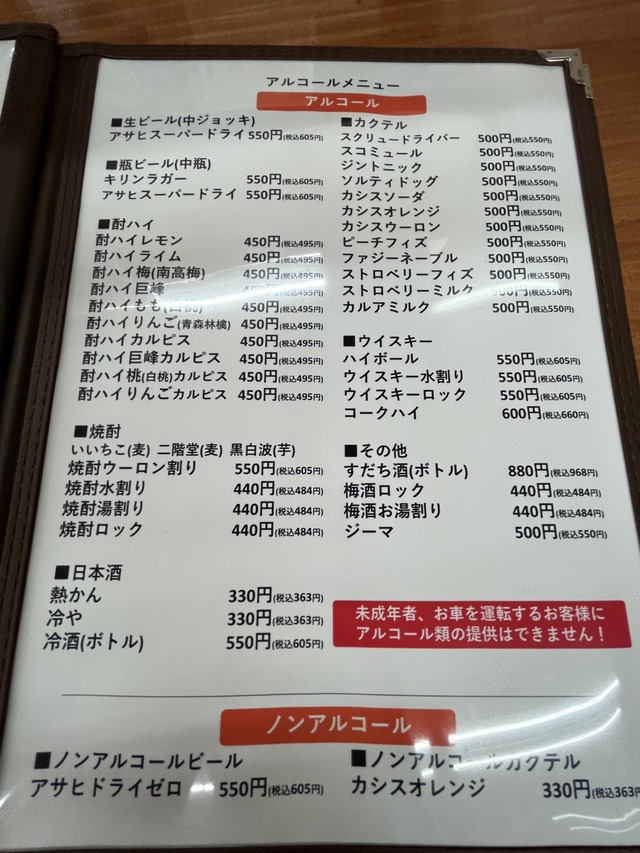 アルコールメニュー
アルコール
■生ビール(中ジョッキ)
アサヒスーパードライ 550円(税込605円)
■瓶ビール(中瓶)
キリンラガー 550円(税込605円)
アサヒスーパードライ 550円(税込605円)
■酎ハイ
酎ハイレモン 450円(税込495円)
酎ハイライム 450円(税込495円)
酎ハイ梅(南高梅) 450円(税込495円)
酎ハイ巨峰 450円(税込495円)
酎ハイもも(白桃) 450円(税込495円)
酎ハイりんご(青森林檎) 450円(税込495円)
酎ハイカルピス 450円(税込495円)
酎ハイ巨峰カルピス 450円(税込495円)
酎ハイ桃(白桃)カルピス 450円(税込495円)
酎ハイりんごカルピス 450円(税込495円)
■焼酎
いいちこ(麦) 二階堂(麦) 黒白波(芋)
焼酎ウーロン割り 550円(税込605円)
焼酎水割り 440円(税込484円)
焼酎湯割り 440円(税込484円)
焼酎ロック 440円(税込484円)
■日本酒
熱かん 330円(税込363円)
冷や 330円(税込363円)
冷酒(ボトル) 550円(税込605円)
■カクテル
スクリュードライバー 500円(税込550円)
スコミュール 500円(税込550円)
ジントニック 500円(税込550円)
ソルティドッグ 500円(税込550円)
カシスソーダ 500円(税込550円)
カシスオレンジ 500円(税込550円)
カシスウーロン 500円(税込550円)
ピーチフィズ 500円(税込550円)
ファジーネーブル 500円(税込550円)
ストロベリーフィズ 500円(税込550円)
ストロベリーミルク 500円(税込550円)
カルアミルク 500円(税込550円)
■ウイスキー
ハイボール 550円(税込605円)
ウイスキー水割り 550円(税込605円)
ウイスキーロック 550円(税込605円)
コークハイ 600円(税込660円)
■その他
すだち酒(ボトル) 880円(税込968円)
梅酒ロック 440円(税込484円)
梅酒お湯割り 440円(税込484円)
ジーマ 500円(税込550円)
未成年者、お車を運転するお客様に
アルコール類の提供はできません！
ノンアルコール
■ノンアルコールビール
アサヒドライゼロ 550円(税込605円)
■ノンアルコールカクテル
カシスオレンジ 330円(税込363円